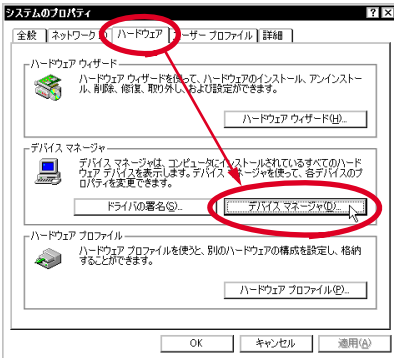 システムのプロパティ
全般 ネットワーク ID ハードウェア ユーザー プロファイル 詳細
ハードウェア ウィザード
ハードウェア ウィザードを使って、ハードウェアのインストール、アンインストー
ル、削除、修復、取り外し、および設定ができます。
ハードウェア ウィザード(H)...
デバイス マネージャ
デバイス マネージャは、コンピュータにインストールされているすべてのハード
ウェア デバイスを表示します。デバイス マネージャを使って、各デバイスのプ
ロパティを変更できます。
ドライバの署名(S)... デバイス マネージャ(D)...
ハードウェア プロファイル
ハードウェア プロファイルを使うと、別のハードウェアの構成を設定し、格納
することができます。
ハードウェア プロファイル(P)...
OK キャンセル 適用(A)